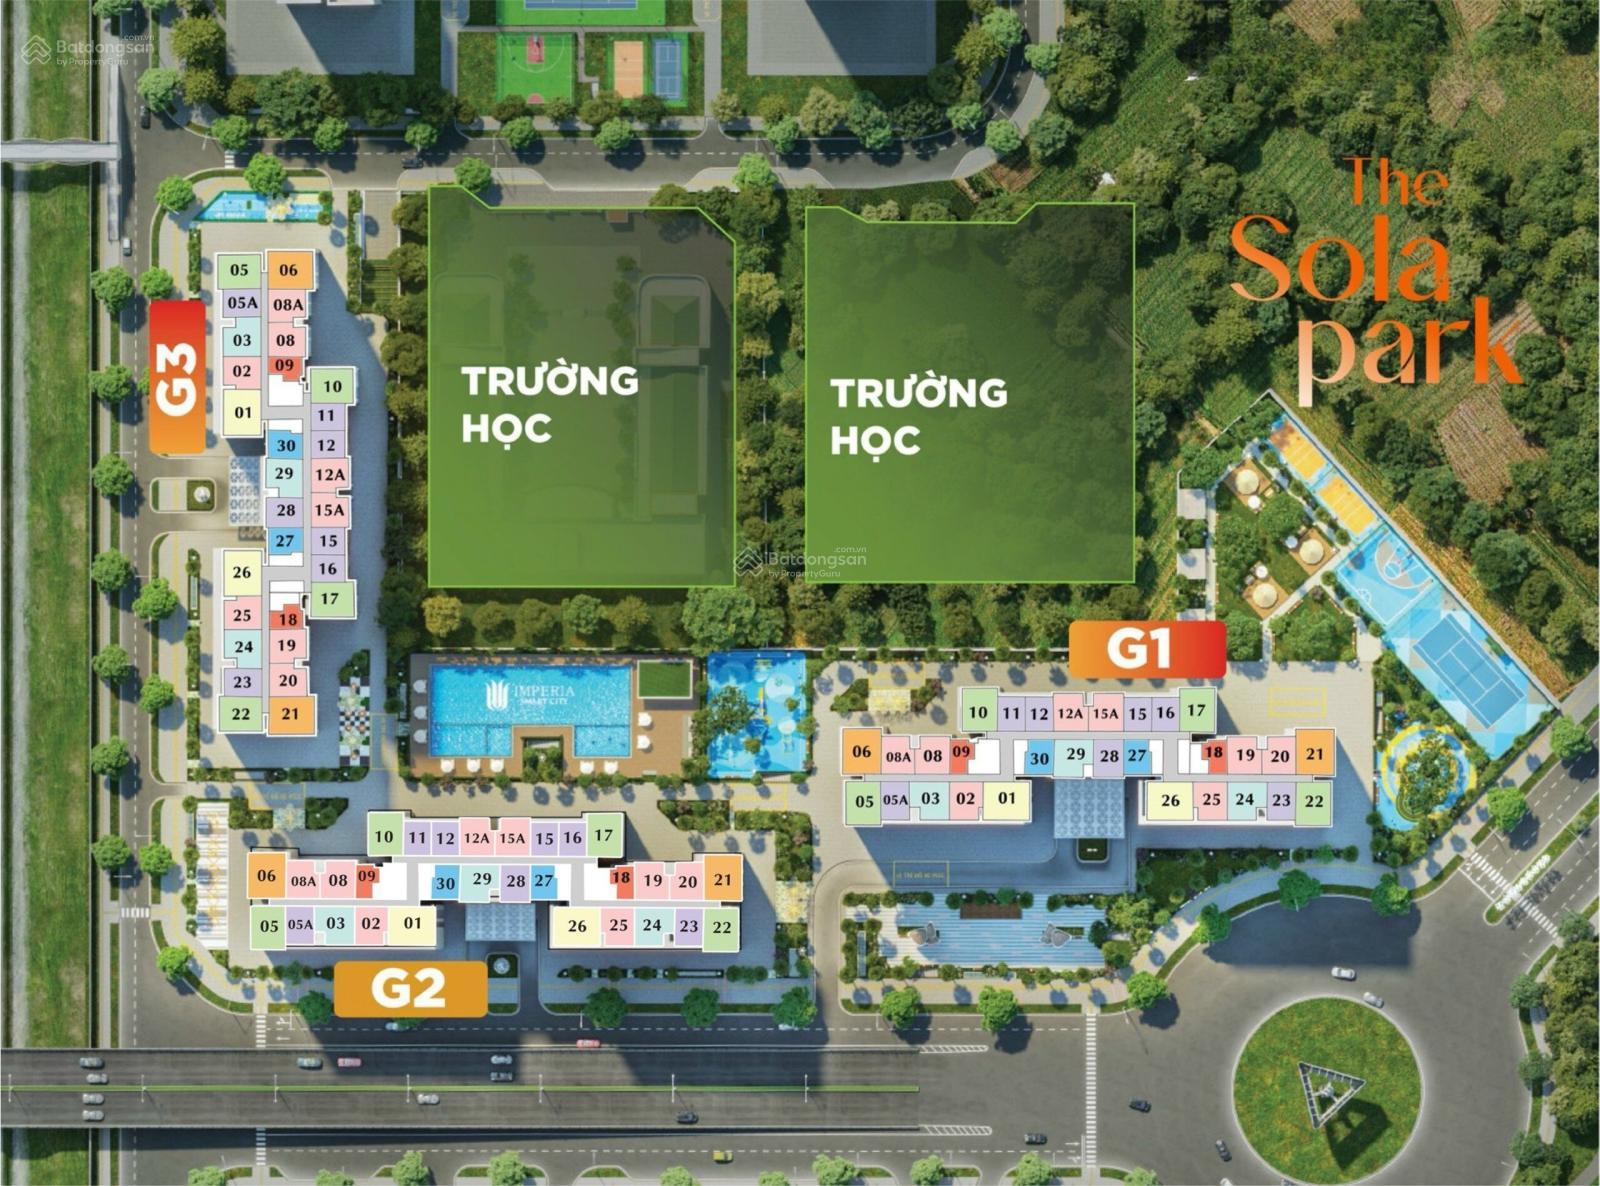 Batdongsan
.com.vn
by PropertyGuru
The
Sola
park
TRƯỜNG
HỌC
TRƯỜNG
HỌC
Batdongsan
.com.vn
by PropertyGuru
G3
05 06
05A 08A
03 08
02 09
01 10
11
30 12
29 12A
28 15A
27 15
26 16
17
25 18
24 19
23 20
22 21
IMPERIA
SMART CITY
G1
10 11 12 12A 15A 15 16 17
06 08A 08 09 30 29 28 27 18 19 20 21
05 05A 03 02 01 26 25 24 23 22
10 11 12 12A 15A 15 16 17
06 08A 08 09 30 29 28 27 18 19 20 21
05 05A 03 02 01 26 25 24 23 22
G2